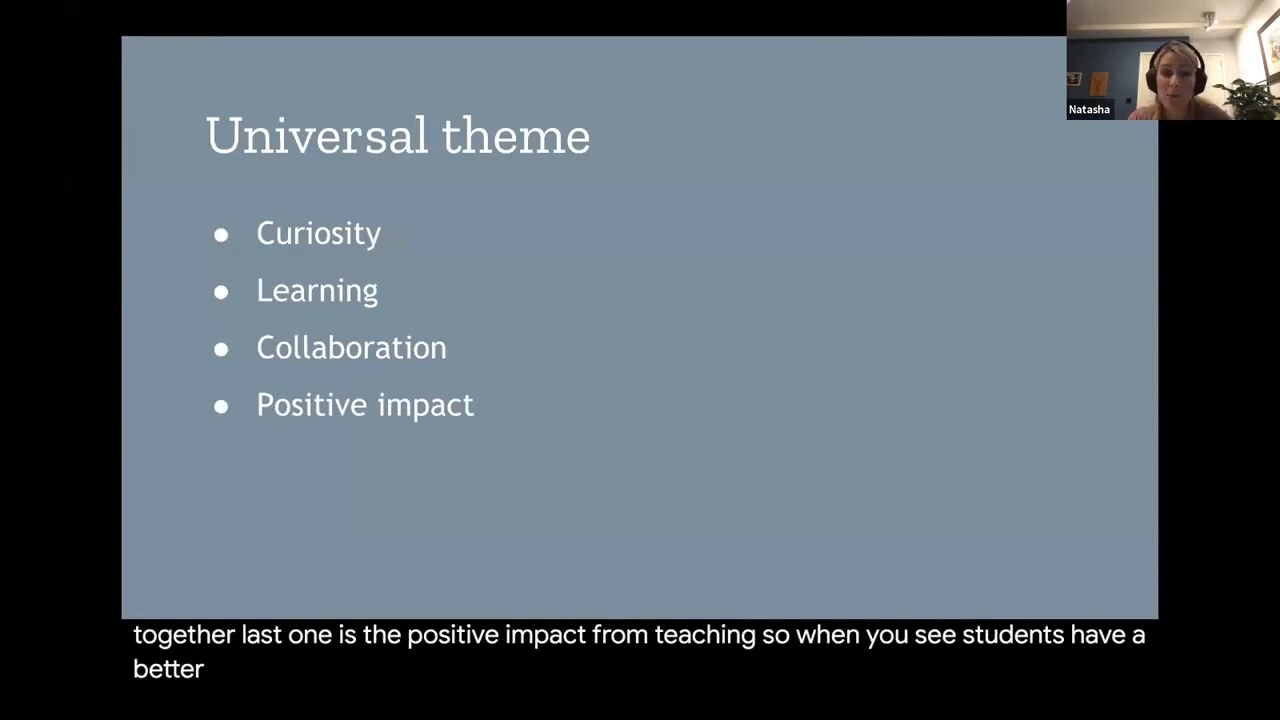 Natasha
Universal theme
● Curiosity
● Learning
● Collaboration
● Positive impact
together last one is the positive impact from teaching so when you see students have a
better